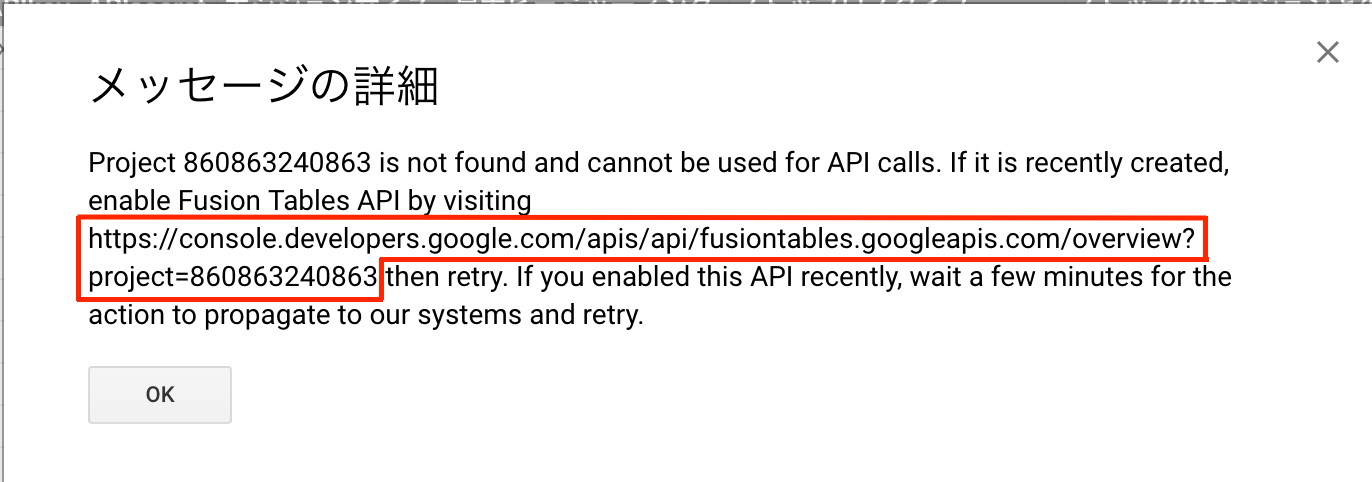 メッセージの詳細
Project 860863240863 is not found and cannot be used for API calls. If it is recently created,
enable Fusion Tables API by visiting
https://console.developers.google.com/apis/api/fusiontables.googleapis.com/overview?
project=860863240863 then retry. If you enabled this API recently, wait a few minutes for the
action to propagate to our systems and retry.
OK